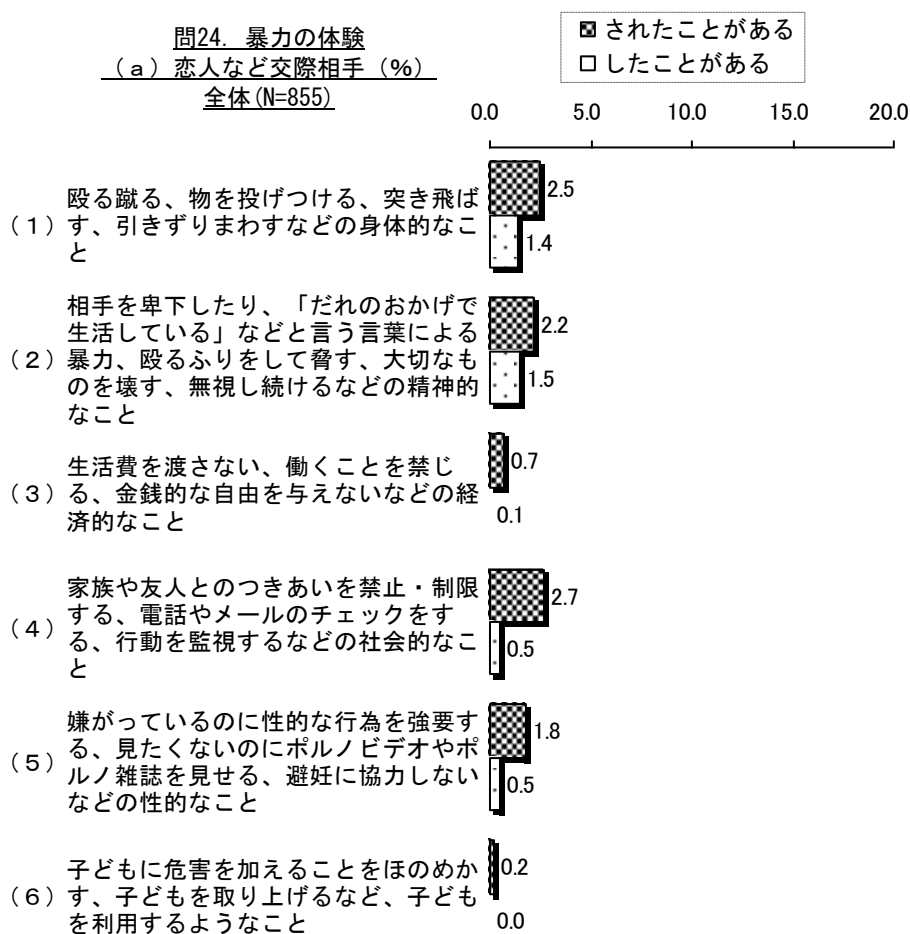 問24. 暴力の体験
（ａ）恋人など交際相手（%）
全体(N=855)
されたことがある
したことがある
0.0 5.0 10.0 15.0 20.0
（１）
殴る蹴る、物を投げつける、突き飛ば
す、引きずりまわすなどの身体的なこ
と
2.5
1.4
（２）
相手を卑下したり、「だれのおかげで
生活している」などと言う言葉による
暴力、殴るふりをして脅す、大切なも
のを壊す、無視し続けるなどの精神的
なこと
2.2
1.5
（３）
生活費を渡さない、働くことを禁じ
る、金銭的な自由を与えないなどの経
済的なこと
0.7
0.1
（４）
家族や友人とのつきあいを禁止・制限
する、電話やメールのチェックをす
る、行動を監視するなどの社会的なこ
と
2.7
0.5
（５）
嫌がっているのに性的な行為を強要す
る、見たくないのにポルノビデオやポ
ルノ雑誌を見せる、避妊に協力しない
などの性的なこと
1.8
0.5
（６）
子どもに危害を加えることをほのめか
す、子どもを取り上げるなど、子ども
を利用するようなこと
0.2
0.0